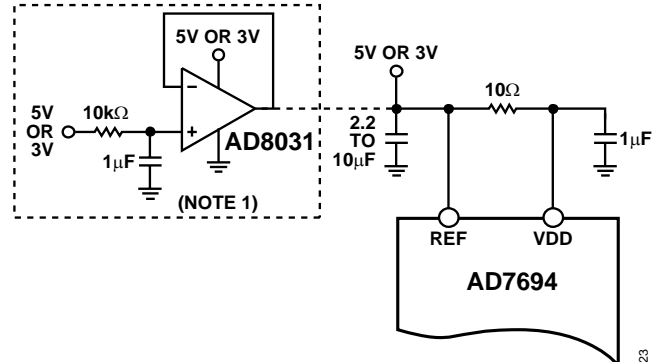 5V OR 3V
5V
OR
3V
10kΩ
1µF
–
+
AD8031
(NOTE 1)
5V OR 3V
2.2
TO
10µF
10Ω
1µF
REF
VDD
AD7694
23